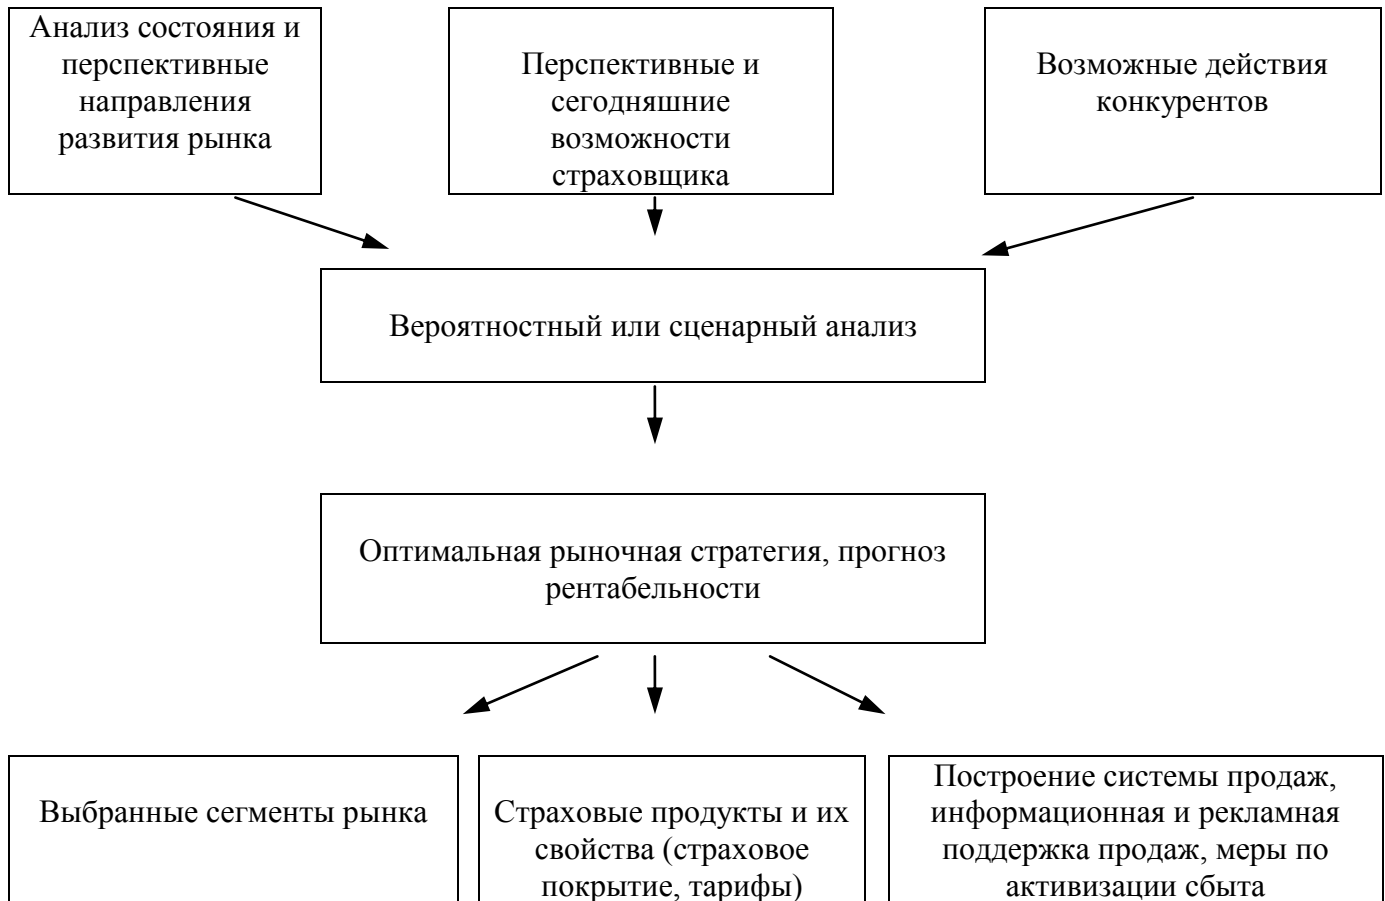 Анализ состояния и
перспективные
направления
развития рынка
Перспективные и
сегодняшние
возможности
страховщика
Возможные действия
конкурентов
Вероятностный или сценарный анализ
Оптимальная рыночная стратегия, прогноз
рентабельности
Выбранные сегменты рынка
Страховые продукты и их
свойства (страховое
покрытие, тарифы)
Построение системы продаж,
информационная и рекламная
поддержка продаж, меры по
активизации сбыта